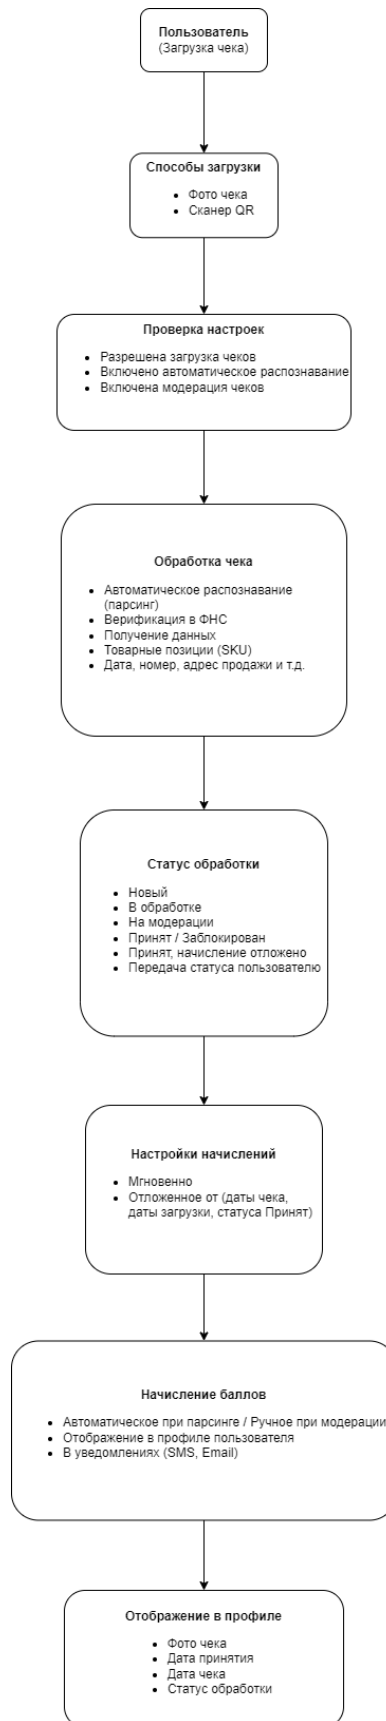 Пользователь
(Загрузка чека)
Способы загрузки
• Фото чека
• Сканер QR
Проверка настроек
• Разрешена загрузка чеков
• Включено автоматическое распознавание
• Включена модерация чеков
Обработка чека
• Автоматическое распознавание
(парсинг)
• Верификация в ФНС
• Получение данных
• Товарные позиции (SKU)
• Дата, номер, адрес продажи и т.д.
Статус обработки
• Новый
• В обработке
• На модерации
• Принят / Заблокирован
• Принят, начисление отложено
• Передача статуса пользователю
Настройки начислений
• Мгновенно
• Отложенное от (даты чека,
даты загрузки, статуса Принят)
Начисление баллов
• Автоматическое при парсинге / Ручное при модерации
• Отображение в профиле пользователя
• В уведомлениях (SMS, Email)
Отображение в профиле
• Фото чека
• Дата принятия
• Дата чека
• Статус обработки